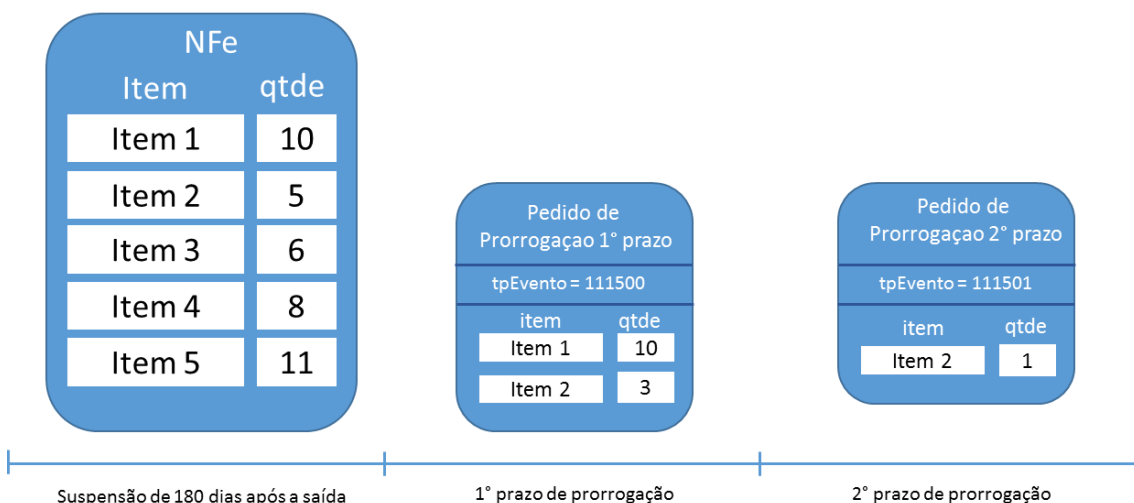 NFe
Item qtde
Item 1 10
Item 2 5
Item 3 6
Item 4 8
Item 5 11
Pedido de
Prorrogaçao 1° prazo
tpEvento = 111500
item qtde
Item 1 10
Item 2 3
Pedido de
Prorrogaçao 2° prazo
tpEvento = 111501
item qtde
Item 2 1
Suspensão de 180 dias após a saída
1° prazo de prorrogação
2° prazo de prorrogação